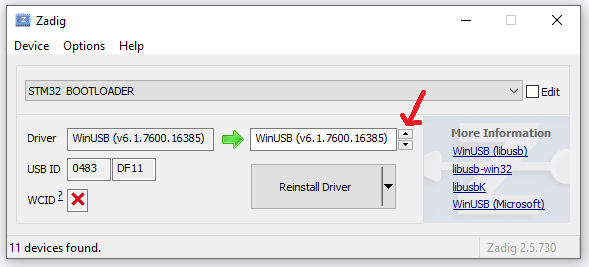 Zadig
Device Options Help
STM32 BOOTLOADER
Edit
Driver WinUSB (v6.1.7600.16385) WinUSB (v6.1.7600.16385)
USB ID 0483 DF11
WCID ?
Reinstall Driver
More Information
WinUSB (libusb)
libusb-win32
libusbK
WinUSB (Microsoft)
11 devices found.
Zadig 2.5.730